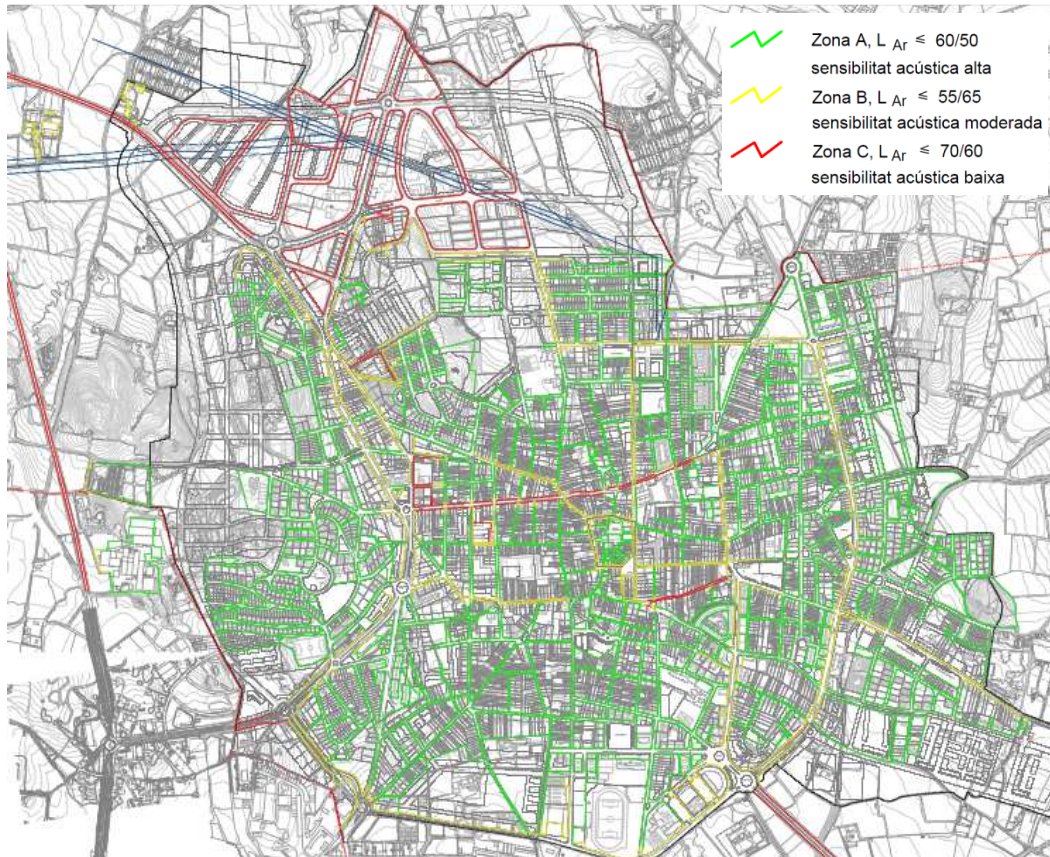 Zona A, L Ar ≤ 60/50
sensibilitat acústica alta
Zona B, L Ar ≤ 55/65
sensibilitat acústica moderada
Zona C, L Ar ≤ 70/60
sensibilitat acústica baixa